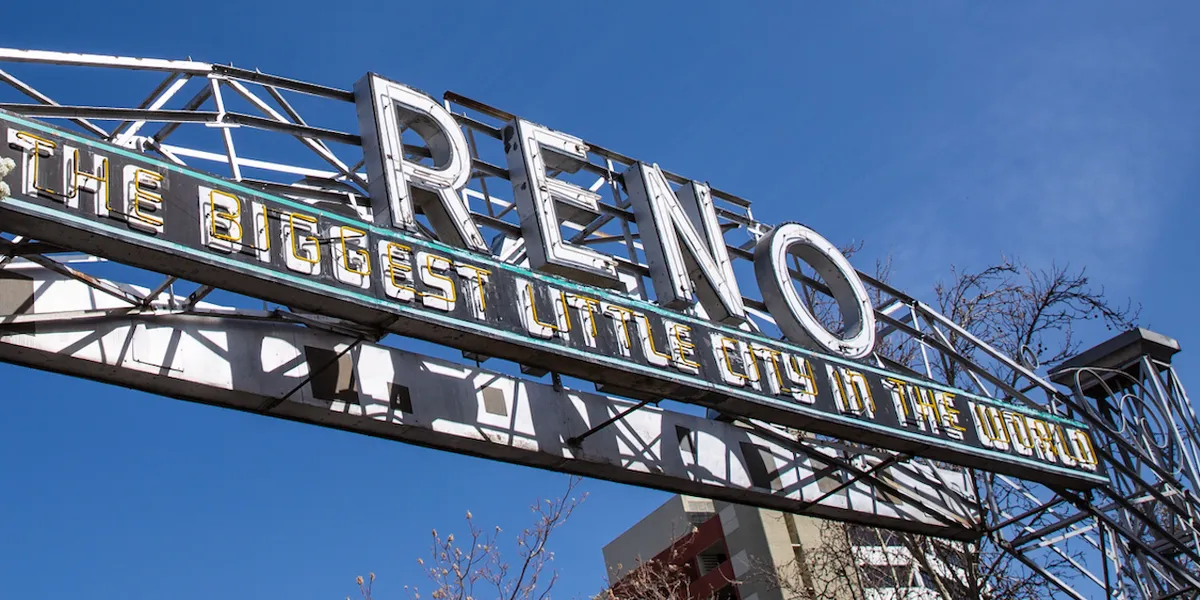 RENO
THE BIGGEST LITTLE CITY IN THE WORLD